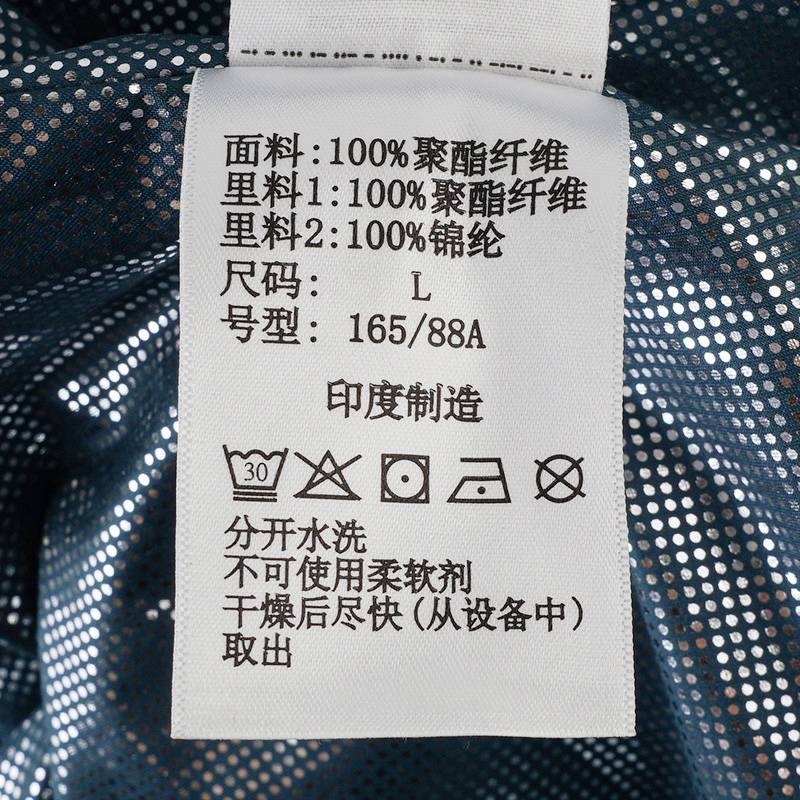 面料:100%聚酯纤维
里料1:100%聚酯纤维
里料2:100%锦纶
尺码: L
号型: 165/88A
印度制造
30
分开水洗
不可使用柔软剂
干燥后尽快(从设备中)
取出